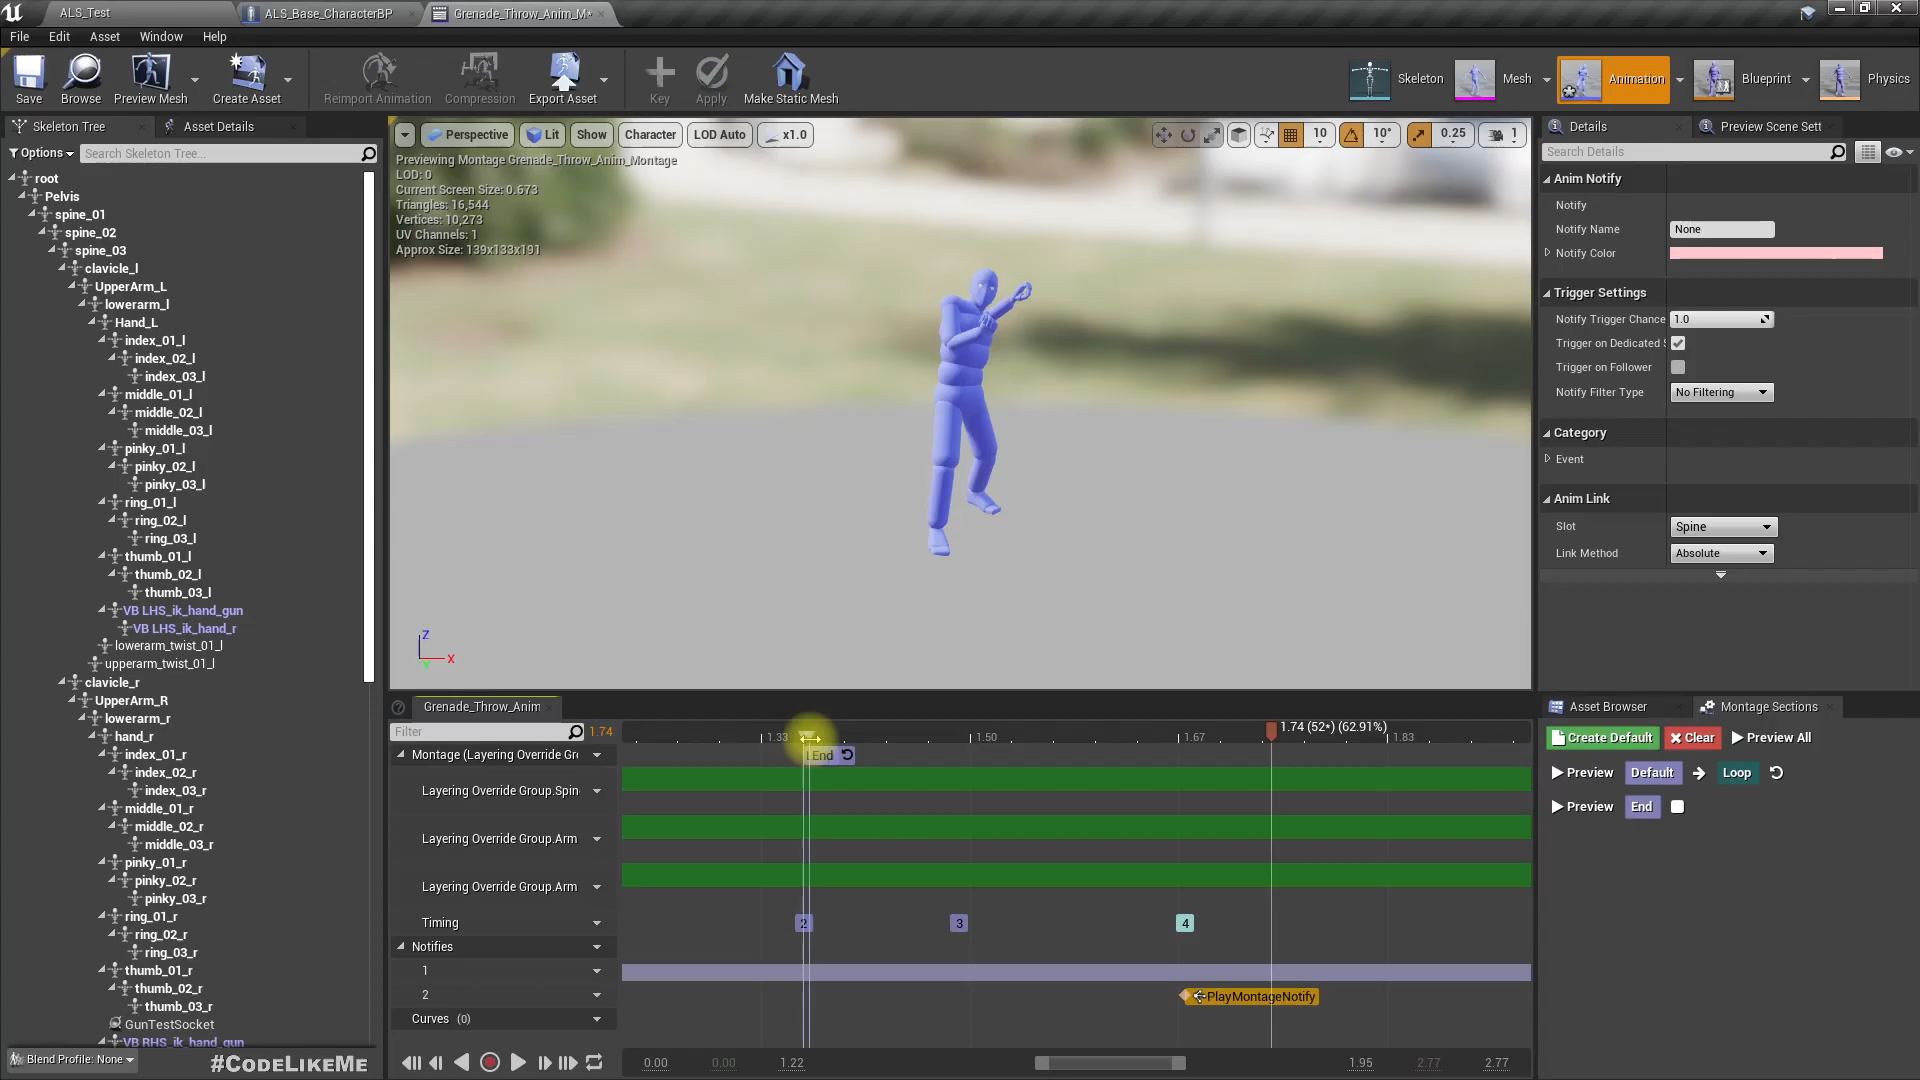 ALS_Test
ALS_Base_CharacterBP
Grenade_Throw_Anim_M*
File Edit Asset Window Help
Save
Browse
Preview Mesh
Create Asset
Reimport Animation
Compression
Export Asset
Key
Apply
Make Static Mesh
Skeleton
Mesh
Animation
Blueprint
Physics
Skeleton Tree
Asset Details
Options
Search Skeleton Tree...
root
Pelvis
spine_01
spine_02
spine_03
clavicle_l
UpperArm_L
lowerarm_l
Hand_L
index_01_l
index_02_l
index_03_l
middle_01_l
middle_02_l
middle_03_l
pinky_01_l
pinky_02_l
pinky_03_l
ring_01_l
ring_02_l
ring_03_l
thumb_01_l
thumb_02_l
thumb_03_l
VB LHS_ik_hand_gun
VB LHS_ik_hand_r
lowerarm_twist_01_l
upperarm_twist_01_l
clavicle_r
UpperArm_R
lowerarm_r
hand_r
index_01_r
index_02_r
index_03_r
middle_01_r
middle_02_r
middle_03_r
pinky_01_r
pinky_02_r
pinky_03_r
ring_01_r
ring_02_r
ring_03_r
thumb_01_r
thumb_02_r
thumb_03_r
GunTestSocket
VB RHS_ik_hand_gun
Blend Profile: None
#CodeLikeMe
Perspective Lit Show Character LOD Auto x1.0
10 10° 0.25 1
Previewing Montage Grenade_Throw_Anim_Montage
LOD: 0
Current Screen Size: 0.673
Triangles: 16,544
Vertices: 10,273
UV Channels: 1
Approx Size: 139x133x191
Z
X
Y
Grenade_Throw_Anim
Filter
1.74
1.33
1.50
1.67
1.74 (52*) (62.91%)
1.83
Montage (Layering Override Gr
End
Layering Override Group.Spin
Layering Override Group.Arm
Layering Override Group.Arm
Timing
2
3
4
Notifies
1
2
PlayMontageNotify
Curves (0)
0.00
0.00
1.22
1.95
2.77
2.77
Details
Preview Scene Sett
Search Details
Anim Notify
Notify
Notify Name
None
Notify Color
Trigger Settings
Notify Trigger Chance
1.0
Trigger on Dedicated S
Trigger on Follower
Notify Filter Type
No Filtering
Category
Event
Anim Link
Slot
Spine
Link Method
Absolute
Asset Browser
Montage Sections
Create Default
Clear
Preview All
Preview
Default
Loop
Preview
End